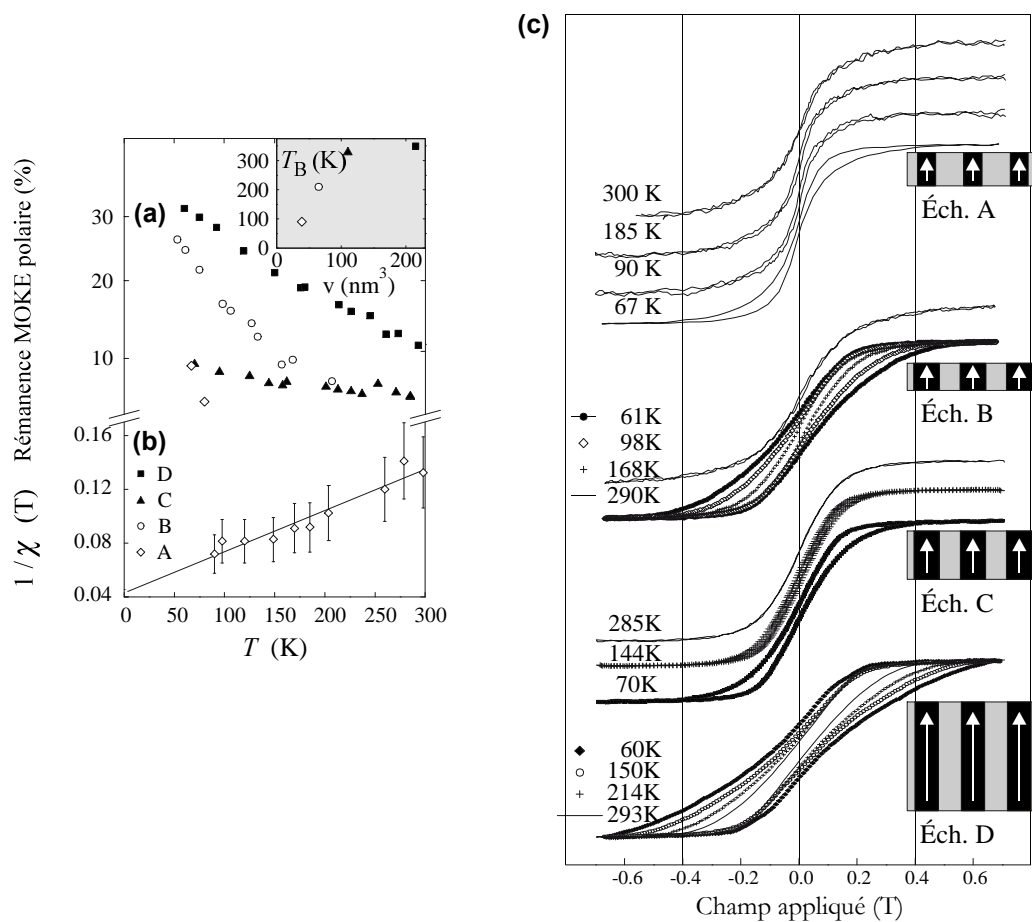 (c)
300 K
185 K
90 K
67 K
Éch. A
61K
98K
168K
290K
Éch. B
285K
144K
70K
Éch. C
60K
150K
214K
293K
Éch. D
-0.6 -0.4 -0.2 0.0 0.2 0.4 0.6
Champ appliqué (T)
Rémanence MOKE polaire (%)
30
20
10
(a)
T_B (K)
350
300
200
100
0
0 100 200
v (nm³)
1 / χ (T)
0.16
0.12
0.08
0.04
(b)
D
C
B
A
0 50 100 150 200 250 300
T (K)